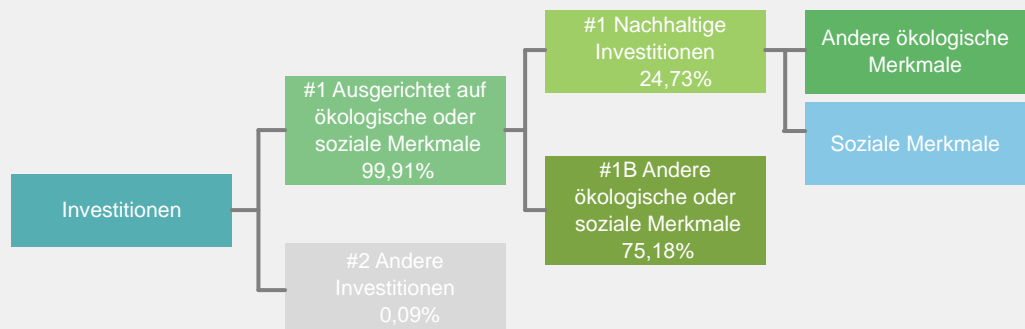 Investitionen
#1 Ausgerichtet auf
ökologische oder
soziale Merkmale
99,91%
#2 Andere
Investitionen
0,09%
#1 Nachhaltige
Investitionen
24,73%
#1B Andere
ökologische oder
soziale Merkmale
75,18%
Andere ökologische
Merkmale
Soziale Merkmale